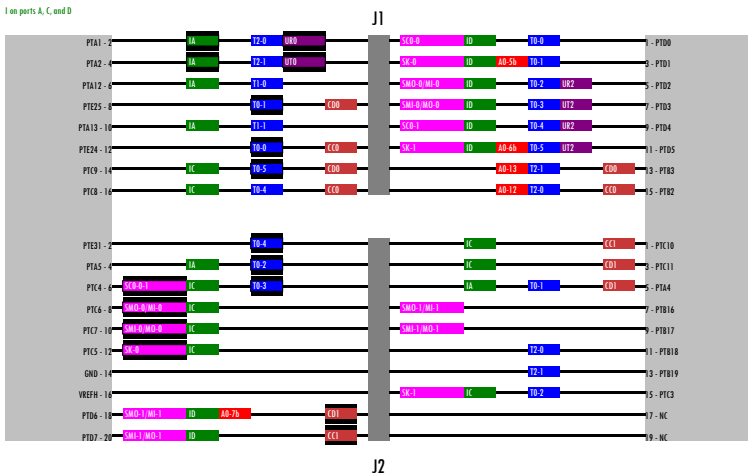 I on ports A, C, and D
J1
PTA1 - 2 IA T2-0 UR0 SC0-0 ID T0-0 1 - PTD0
PTA2 - 4 IA T2-1 UT0 SK-0 ID A0-5b T0-1 3 - PTD1
PTA12 - 6 IA T1-0 SMO-0/MI-0 ID T0-2 UR2 5 - PTD2
PTE25 - 8 T0-1 CD0 SMI-0/MO-0 ID T0-3 UT2 7 - PTD3
PTA13 - 10 IA T1-1 SC0-1 ID T0-4 UR2 9 - PTD4
PTE24 - 12 T0-0 CC0 SK-1 ID A0-6b T0-5 UT2 11 - PTD5
PTC9 - 14 IC T0-5 CD0 A0-13 T2-1 CD0 13 - PTB3
PTC8 - 16 IC T0-4 CC0 A0-12 T2-0 CC0 15 - PTB2
PTE31 - 2 T0-4 IC CC1 1 - PTC10
PTA5 - 4 IA T0-2 IC CD1 3 - PTC11
PTC4 - 6 SC0-0-1 IC T0-3 IA T0-1 CD1 5 - PTA4
PTC6 - 8 SMO-0/MI-0 IC SMO-1/MI-1 7 - PTB16
PTC7 - 10 SMI-0/MO-0 IC SMI-1/MO-1 9 - PTB17
PTC5 - 12 SK-0 IC T2-0 11 - PTB18
GND - 14 T2-1 13 - PTB19
VREFH - 16 SK-1 IC T0-2 15 - PTC3
PTD6 - 18 SMO-1/MI-1 ID A0-7b CD1 17 - NC
PTD7 - 20 SMI-1/MO-1 ID CC1 19 - NC
J2